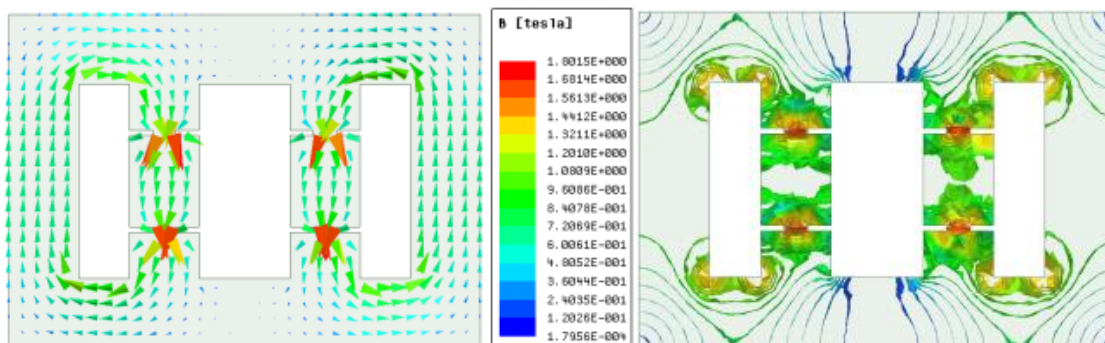 B [tesla]
1.8015E+000
1.6814E+000
1.5613E+000
1.4412E+000
1.3211E+000
1.2010E+000
1.0809E+000
9.6086E-001
8.4078E-001
7.2069E-001
6.0061E-001
4.8052E-001
3.6044E-001
2.4035E-001
1.2026E-001
1.7956E-004